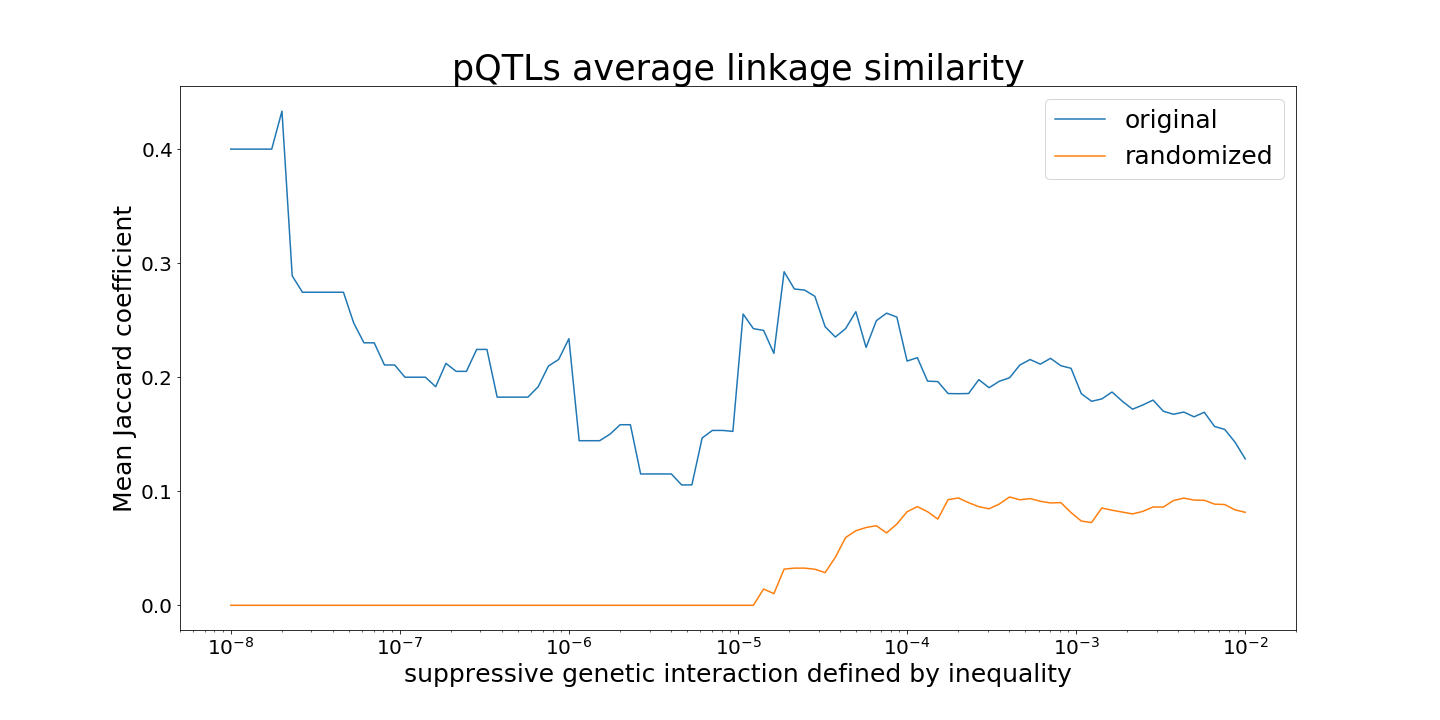 pQTLs average linkage similarity
original
randomized
Mean Jaccard coefficient
0.4
0.3
0.2
0.1
0.0
10⁻⁸ 10⁻⁷ 10⁻⁶ 10⁻⁵ 10⁻⁴ 10⁻³ 10⁻²
suppressive genetic interaction defined by inequality